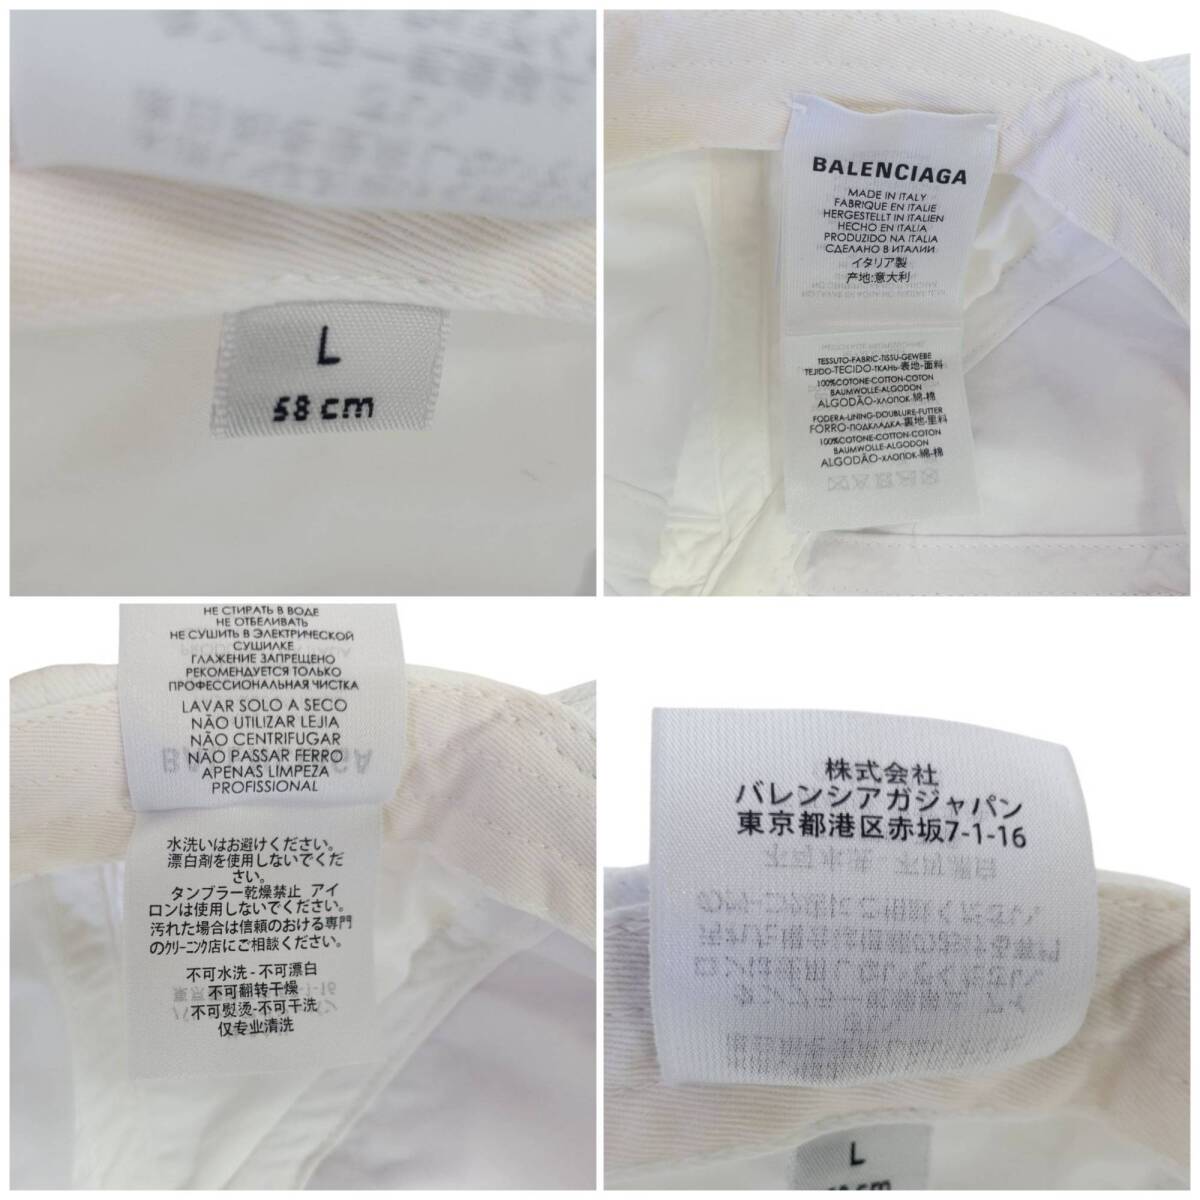 L
58 cm
BALENCIAGA
MADE IN ITALY
FABRIQUE EN ITALIE
HERGESTELLT IN ITALIEN
HECHO EN ITALIA
PRODUZIDO NA ITALIA
СДЕЛАНО В ИТАЛИИ
イタリア製
产地:意大利
TESSUTO-FABRIC-TISSU-GEWEBE
TEJIDO-TECIDO-ТКАНЬ-表地-面料
100%COTONE-COTTON-COTON
BAUMWOLLE-ALGODON
ALGODÃO-ХЛОПОК-綿-棉
FODERA-LINING-DOUBLURE-FUTTER
FORRO-ПОДКЛАДКА-裏地-里料
100%COTONE-COTTON-COTON
BAUMWOLLE-ALGODON
ALGODÃO-ХЛОПОК-綿-棉
НЕ СТИРАТЬ В ВОДЕ
НЕ ОТБЕЛИВАТЬ
НЕ СУШИТЬ В ЭЛЕКТРИЧЕСКОЙ
СУШИЛКЕ
ГЛАЖЕНИЕ ЗАПРЕЩЕНО
РЕКОМЕНДУЕТСЯ ТОЛЬКО
ПРОФЕССИОНАЛЬНАЯ ЧИСТКА
LAVAR SOLO A SECO
NÃO UTILIZAR LEJIA
NÃO CENTRIFUGAR
NÃO PASSAR FERRO
APENAS LIMPEZA
PROFISSIONAL
水洗いはお避けください。
漂白剤を使用しないでくだ
さい。
タンブラー乾燥禁止 アイ
ロンは使用しないでください。
汚れた場合は信頼のおける専門
のクリーニング店にご相談ください。
不可水洗-不可漂白
不可翻转干燥
不可熨烫-不可干洗
仅专业清洗
株式会社
バレンシアガジャパン
東京都港区赤坂7-1-16
L
58 cm